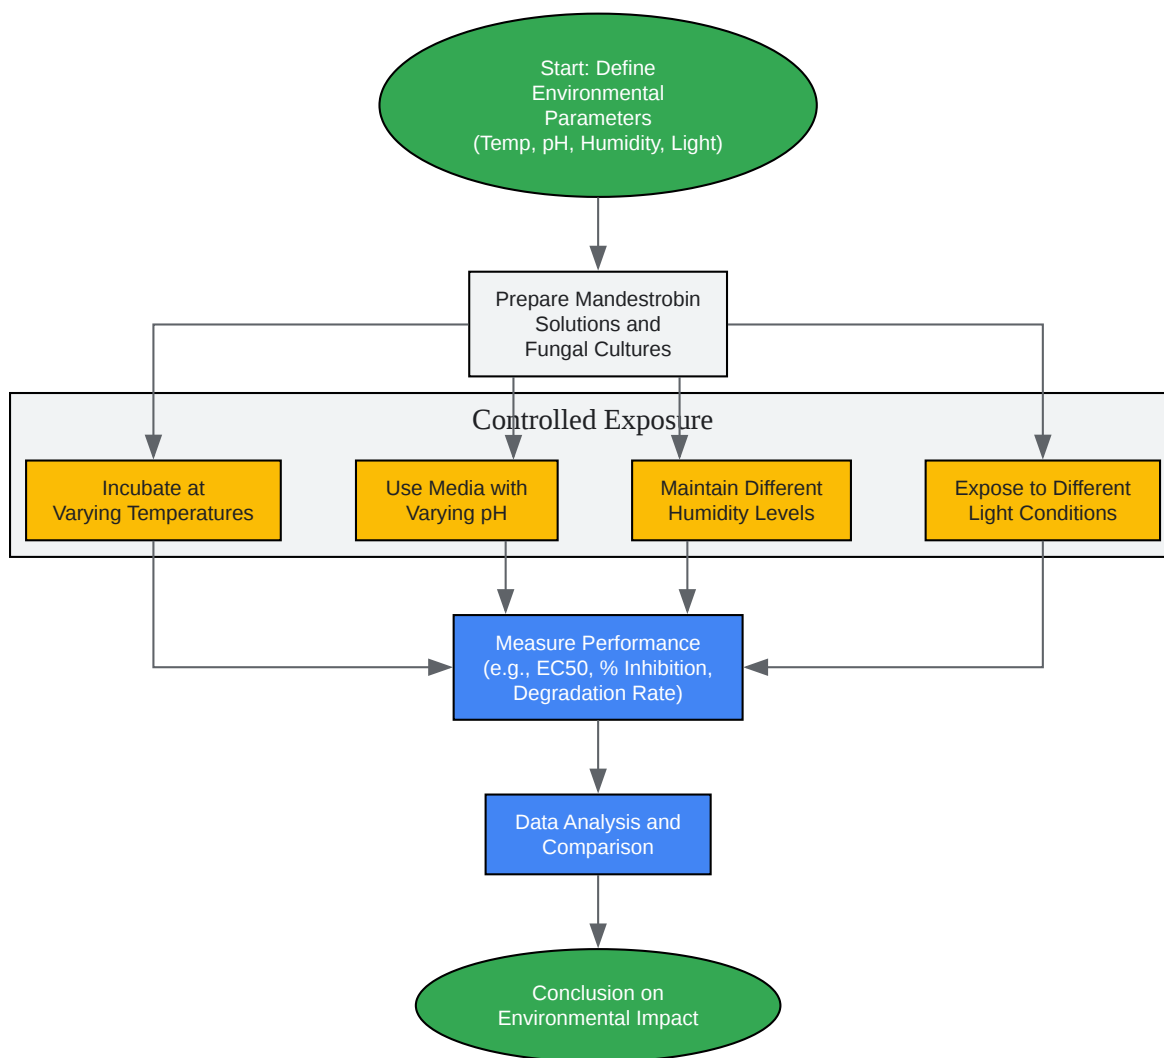 Start: Define
Environmental
Parameters
(Temp, pH, Humidity, Light)
Prepare Mandestrobin
Solutions and
Fungal Cultures
Controlled Exposure
Incubate at
Varying Temperatures
Use Media with
Varying pH
Maintain Different
Humidity Levels
Expose to Different
Light Conditions
Measure Performance
(e.g., EC50, % Inhibition,
Degradation Rate)
Data Analysis and
Comparison
Conclusion on
Environmental Impact